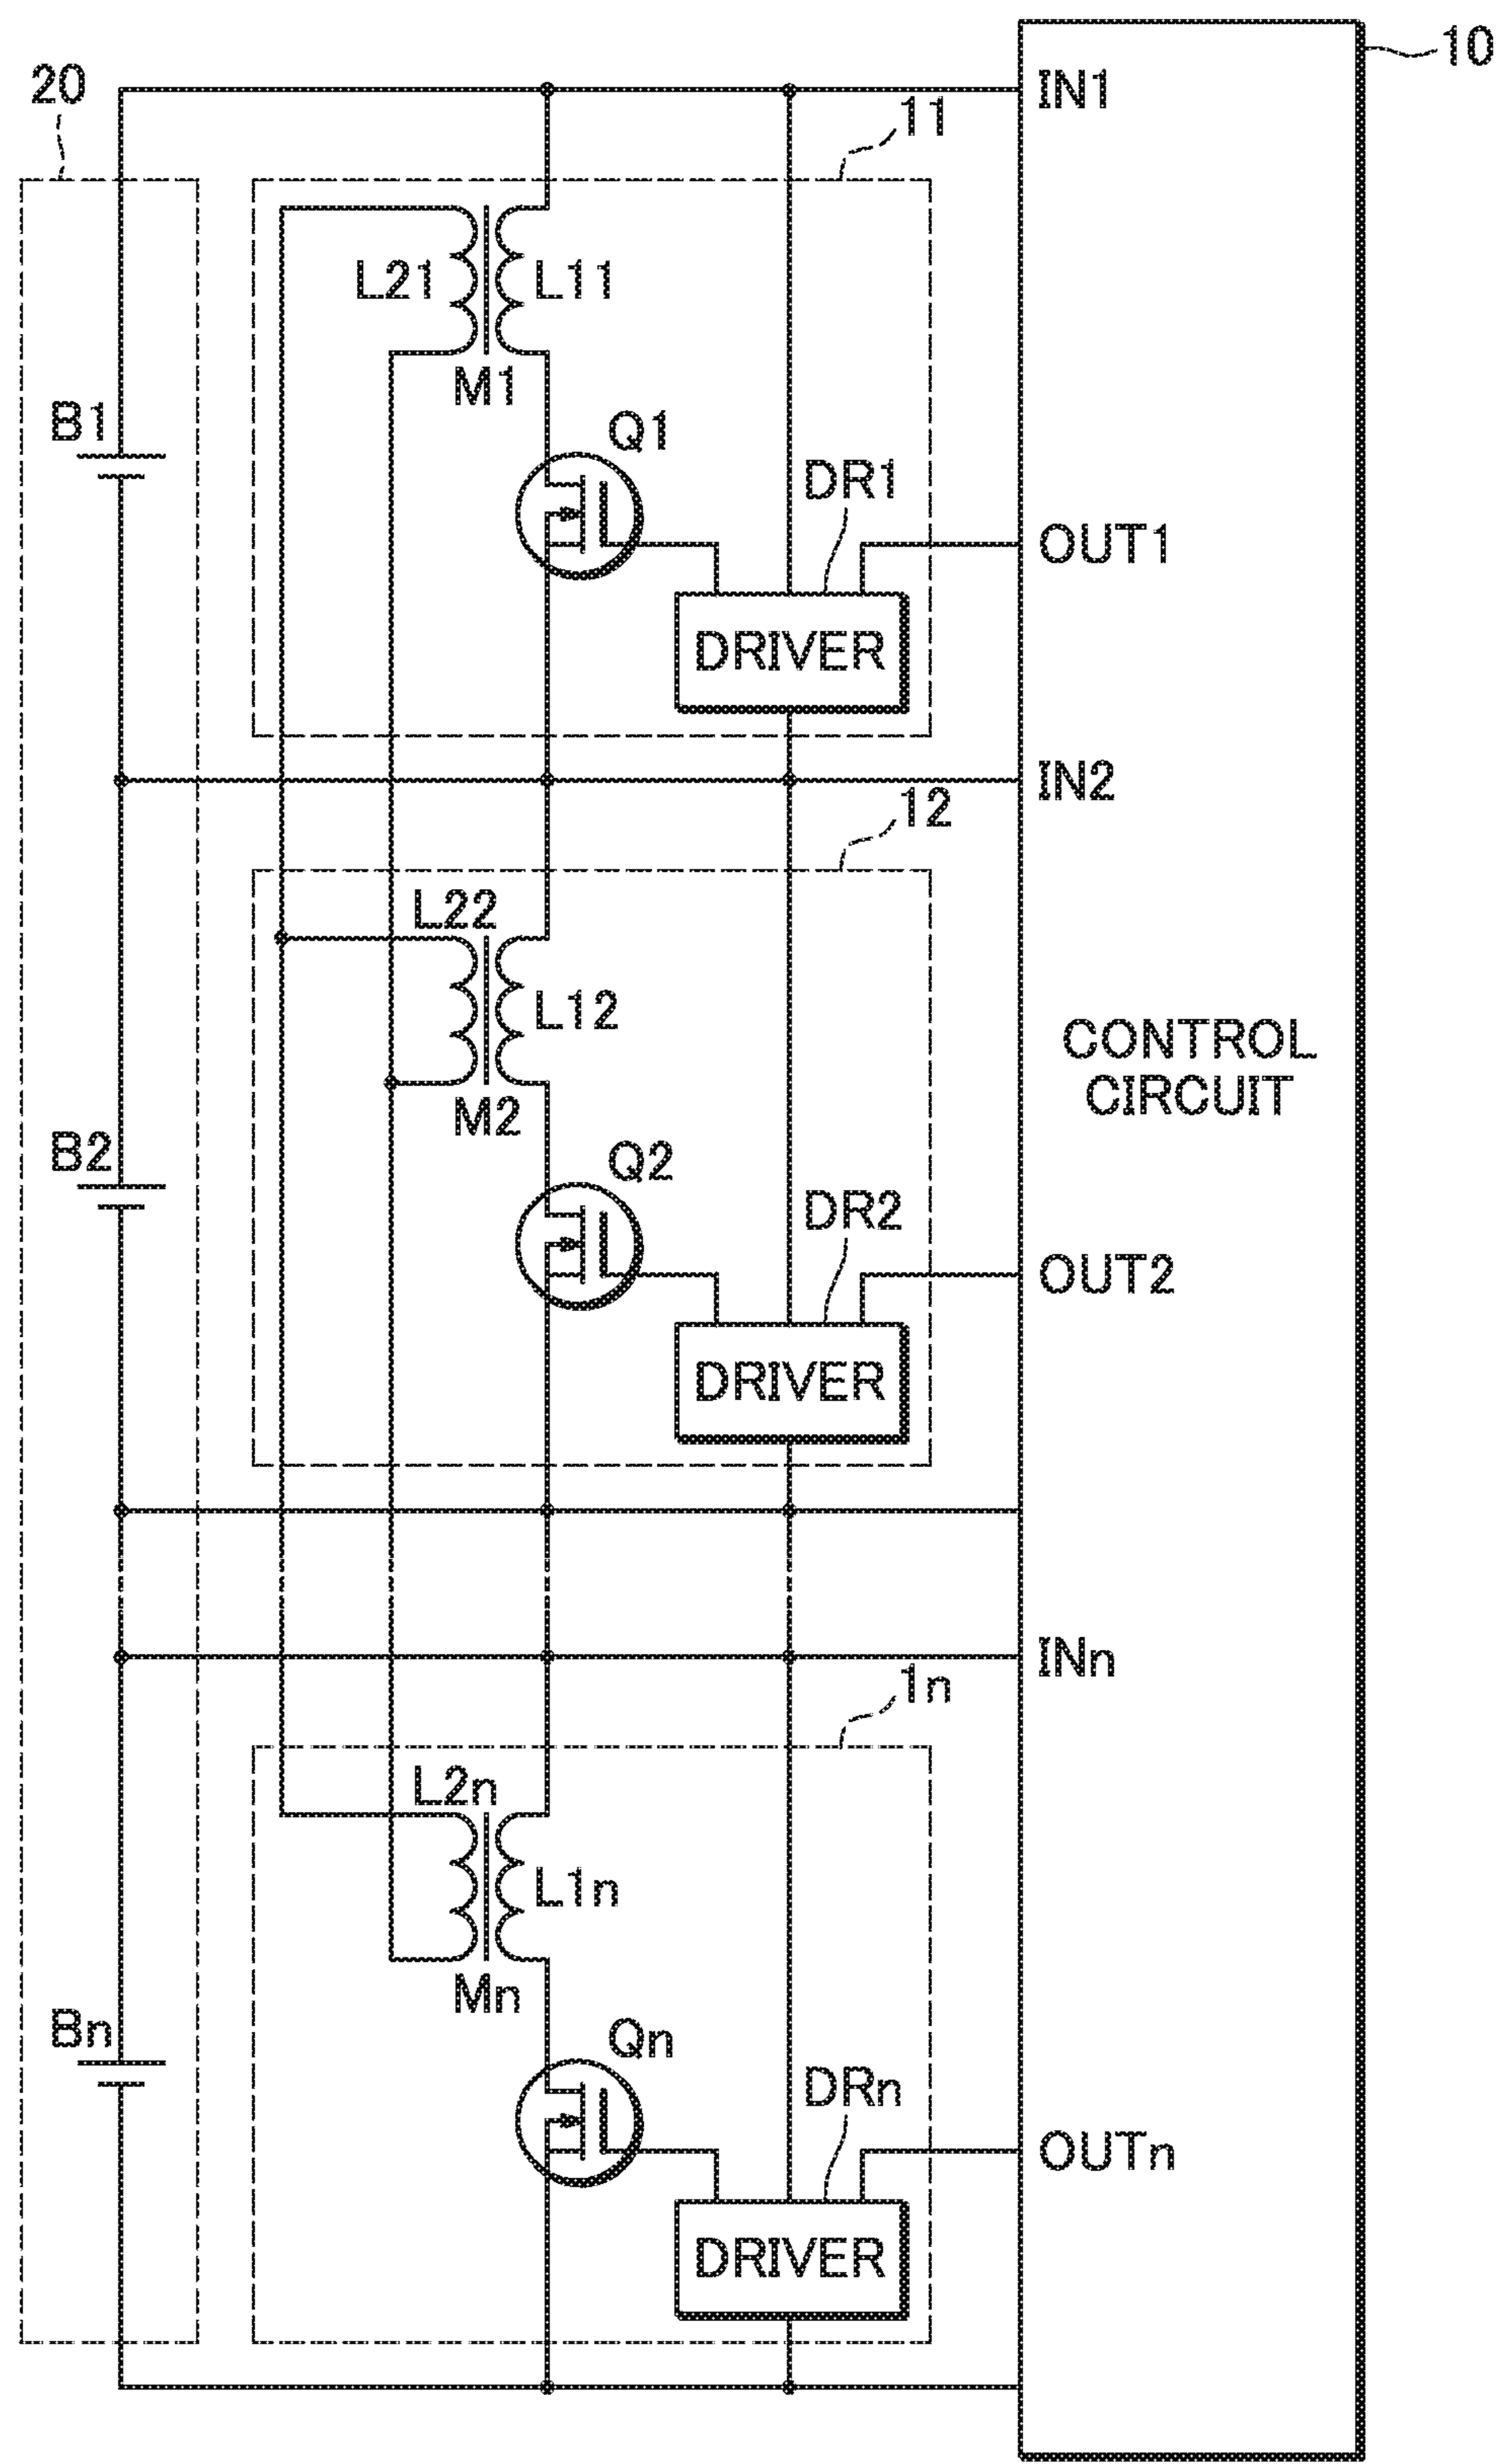 10
20
IN1
11
L21
L11
M1
B1
Q1
DR1
OUT1
DRIVER
IN2
12
L22
L12
CONTROL
CIRCUIT
M2
B2
Q2
DR2
OUT2
DRIVER
INn
1n
L2n
L1n
Mn
Bn
Qn
DRn
OUTn
DRIVER